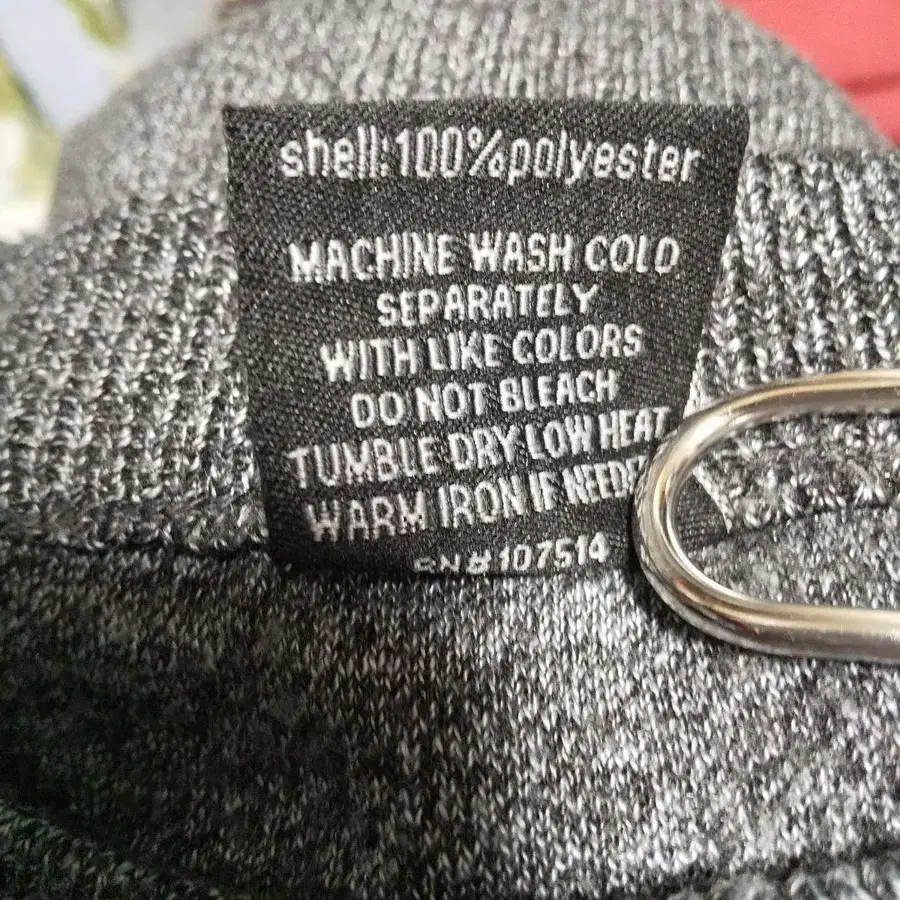 shell:100%polyester
MACHINE WASH COLD
SEPARATELY
WITH LIKE COLORS
DO NOT BLEACH
TUMBLE DRY LOW HEAT
WARM IRON IF
107514